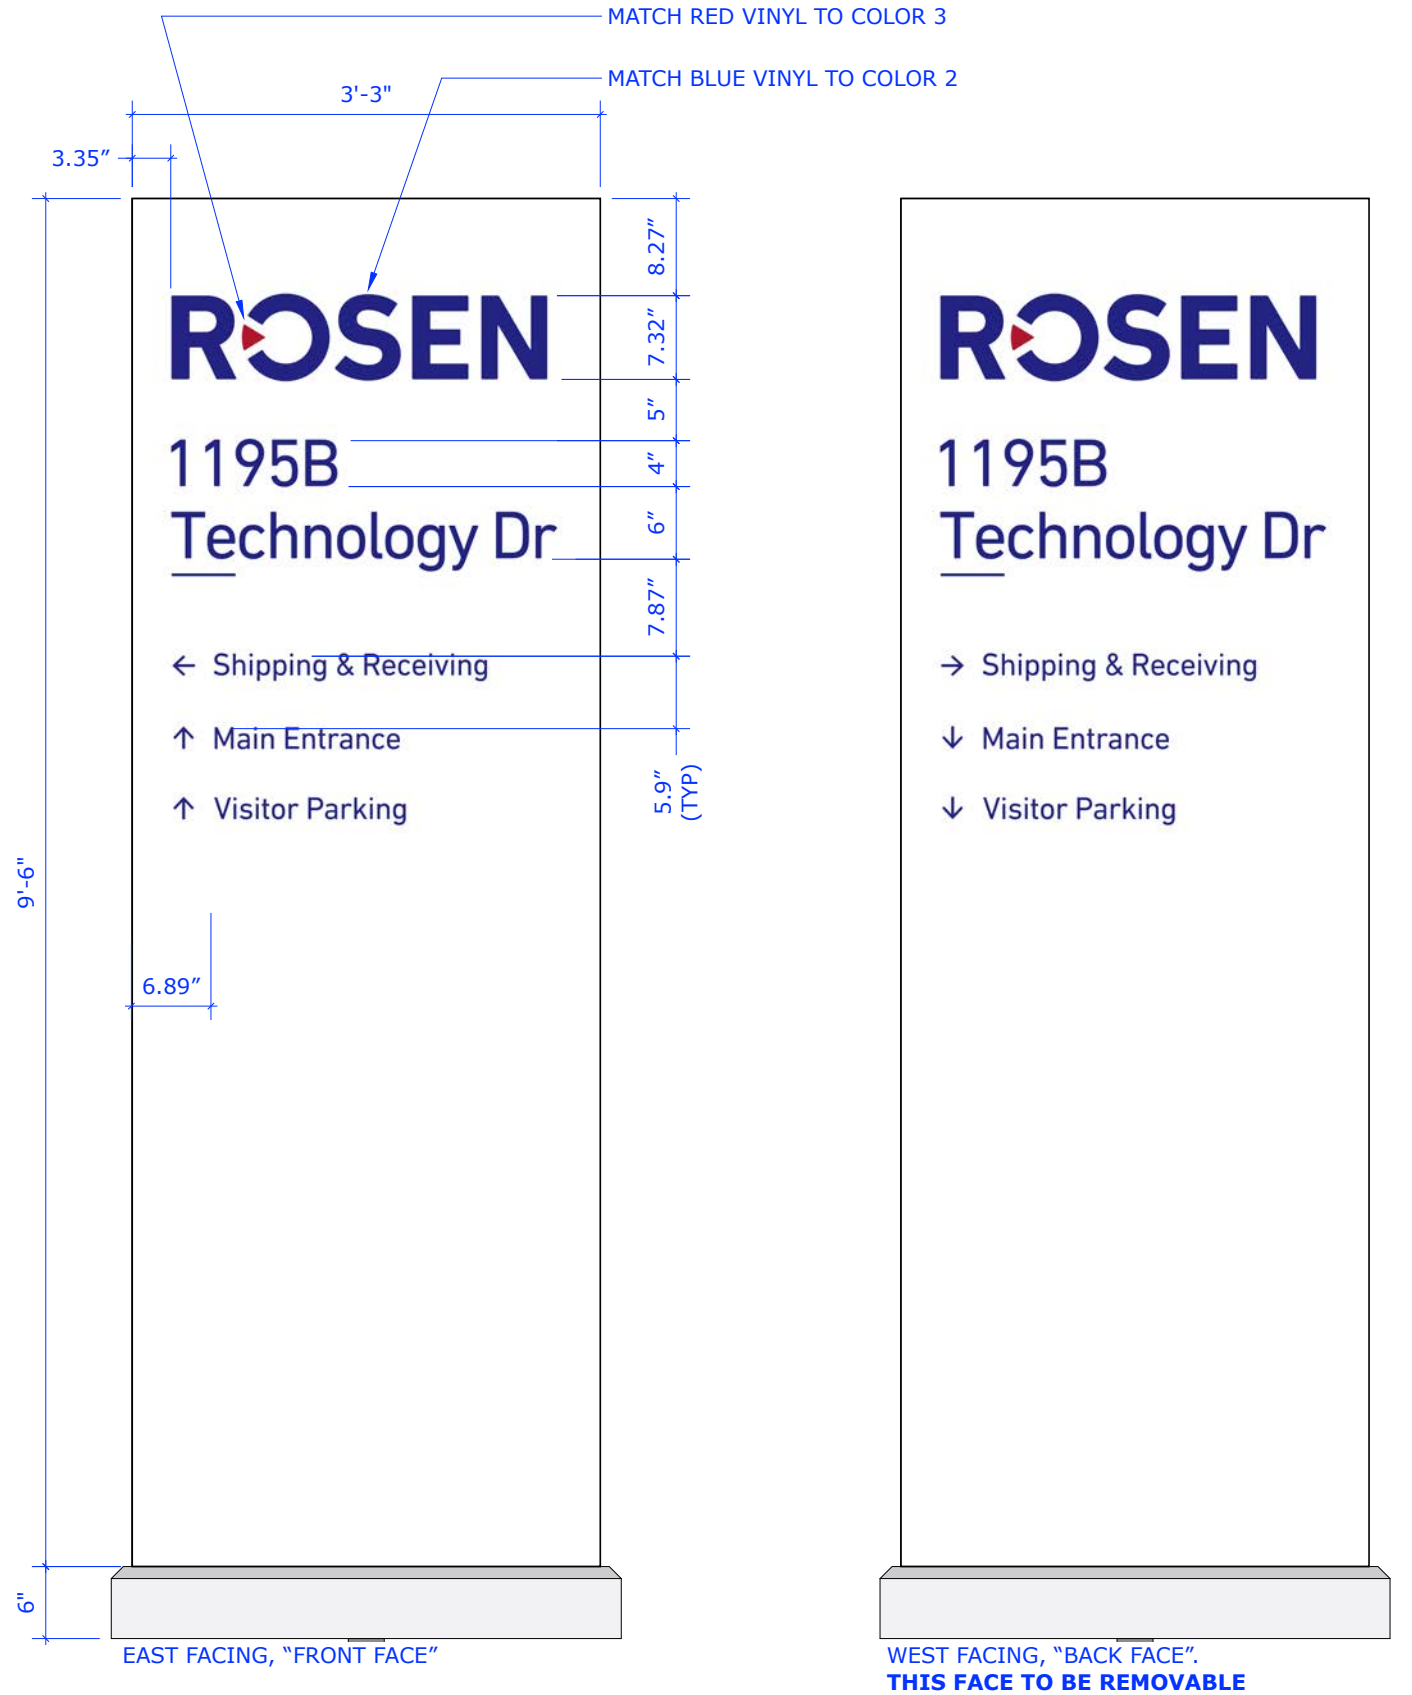 MATCH RED VINYL TO COLOR 3
MATCH BLUE VINYL TO COLOR 2
3'-3"
3.35”
8.27”
7.32”
5”
4”
6”
7.87”
5.9”
(TYP)
9'-6"
6.89”
6"
ROSEN
1195B
Technology Dr
← Shipping & Receiving
↑ Main Entrance
↑ Visitor Parking
EAST FACING, “FRONT FACE”
ROSEN
1195B
Technology Dr
→ Shipping & Receiving
↓ Main Entrance
↓ Visitor Parking
WEST FACING, “BACK FACE”.
THIS FACE TO BE REMOVABLE